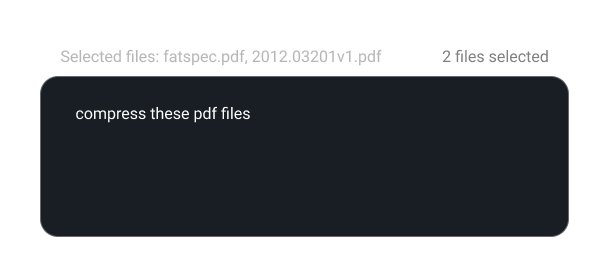 Selected files: fatspec.pdf, 2012.03201v1.pdf 2 files selected
compress these pdf files